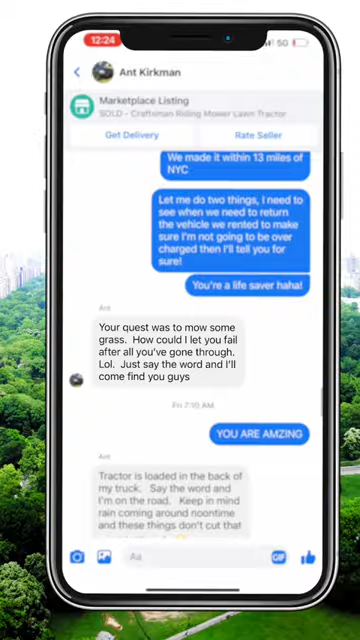 12:24
5G
Ant Kirkman
Marketplace Listing
SOLD - Craftsman Riding Mower Lawn Tractor
Get Delivery
Rate Seller
We made it within 13 miles of
NYC
Let me do two things, I need to
see when we need to return
the vehicle we rented to make
sure I'm not going to be over
charged then I'll tell you for
sure!
You're a life saver haha!
Ant
Your quest was to mow some
grass. How could I let you fail
after all you've gone through.
Lol. Just say the word and I'll
come find you guys
Fri 7:10 AM
YOU ARE AMZING
Ant
Tractor is loaded in the back of
my truck. Say the word and
I'm on the road. Keep in mind
rain coming around noontime
and these things don't cut that
Aa
GIF